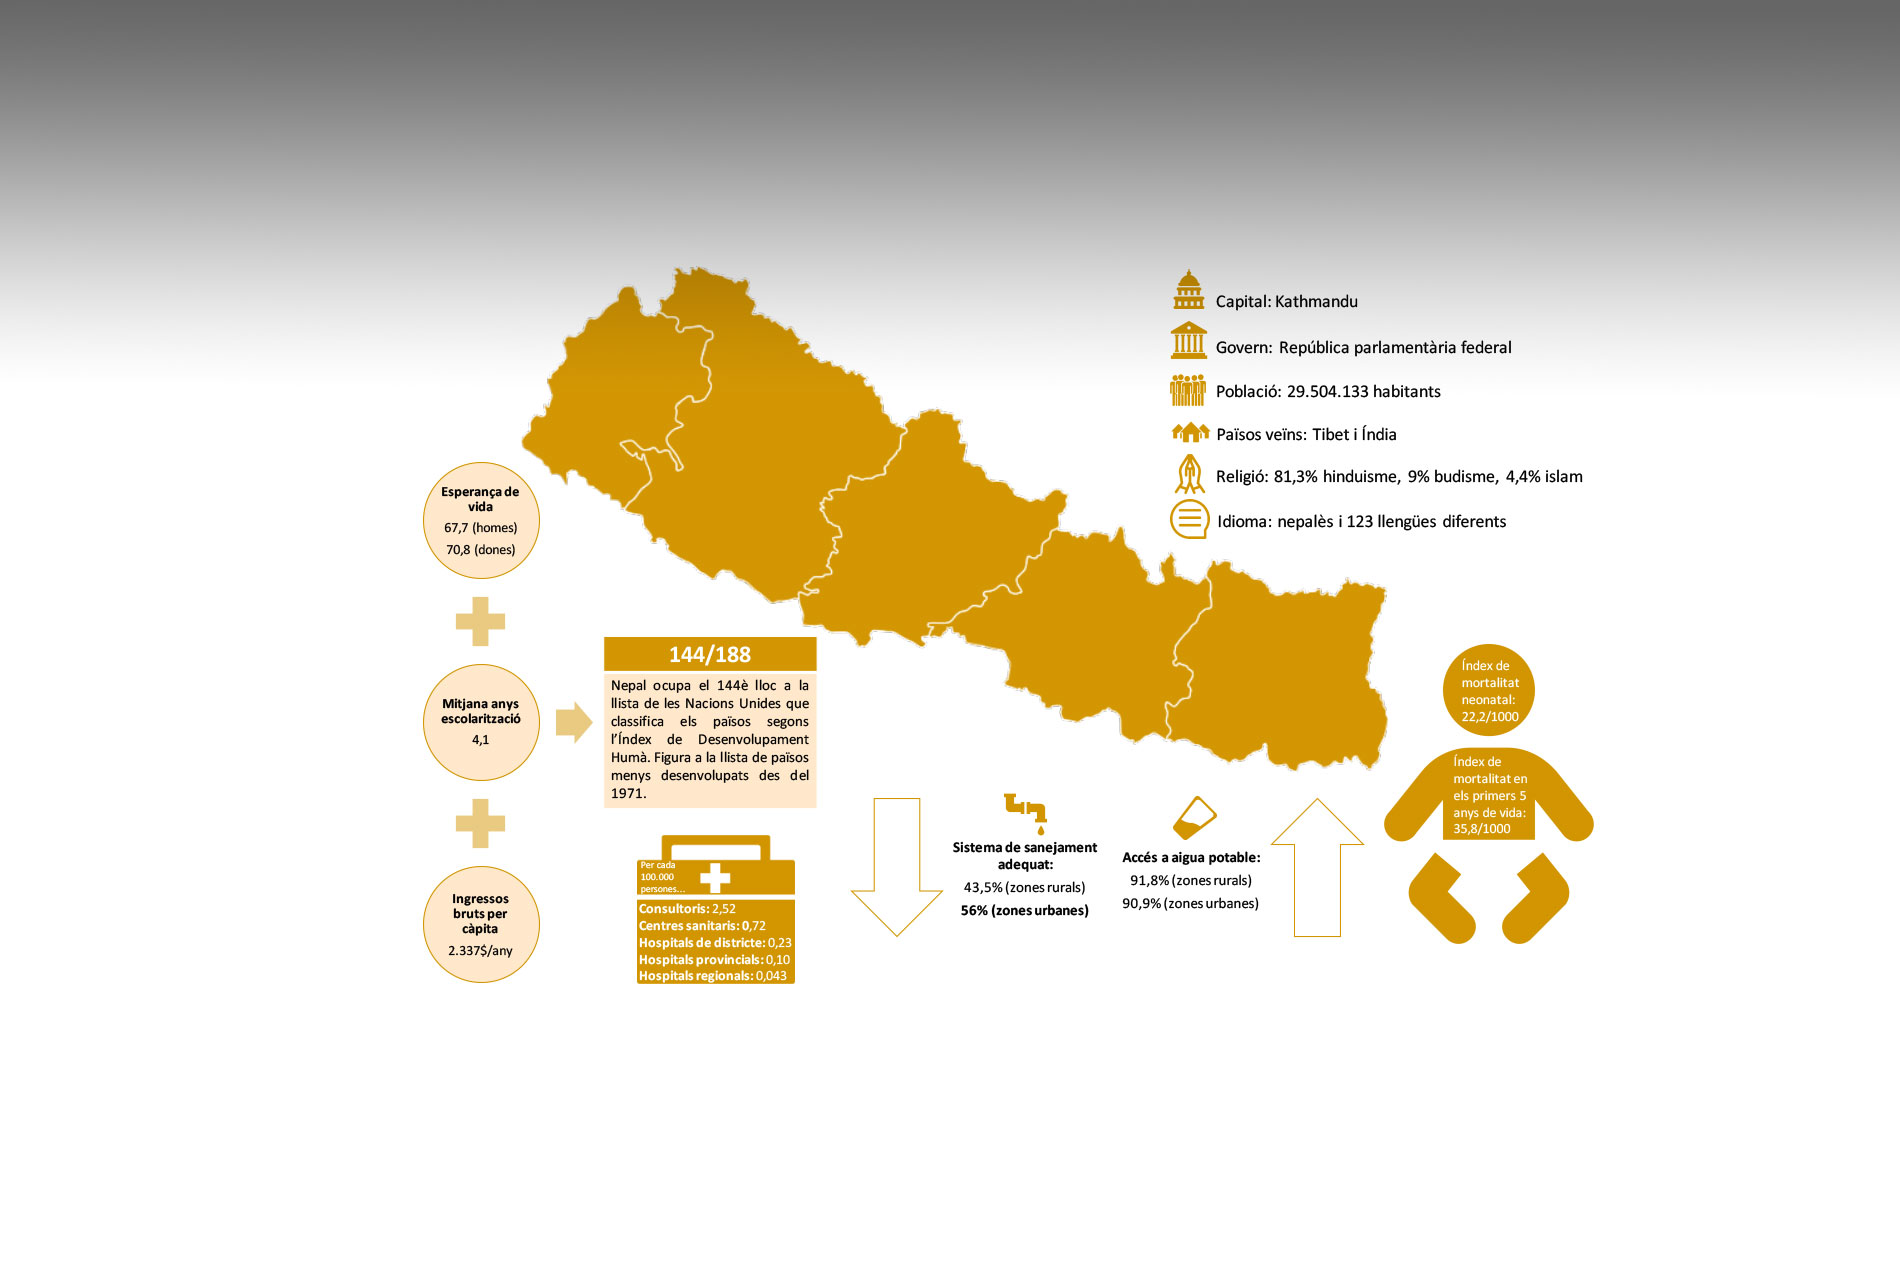 Capital: Kathmandu
Govern: República parlamentària federal
Població: 29.504.133 habitants
Països veïns: Tibet i Índia
Religió: 81,3% hinduisme, 9% budisme, 4,4% islam
Idioma: nepalès i 123 llengües diferents
Esperança de
vida
67,7 (homes)
70,8 (dones)
Mitjana anys
escolarització
4,1
Ingressos
bruts per
càpita
2.337$/any
144/188
Nepal ocupa el 144è lloc a la
llista de les Nacions Unides que
classifica els països segons
l'Índex de Desenvolupament
Humà. Figura a la llista de països
menys desenvolupats des del
1971.
Per cada
100.000
persones...
Consultoris: 2,52
Centres sanitaris: 0,72
Hospitals de districte: 0,23
Hospitals provincials: 0,10
Hospitals regionals: 0,043
Sistema de sanejament
adequat:
43,5% (zones rurals)
56% (zones urbanes)
Accés a aigua potable:
91,8% (zones rurals)
90,9% (zones urbanes)
Índex de
mortalitat
neonatal:
22,2/1000
Índex de
mortalitat en
els primers 5
anys de vida:
35,8/1000